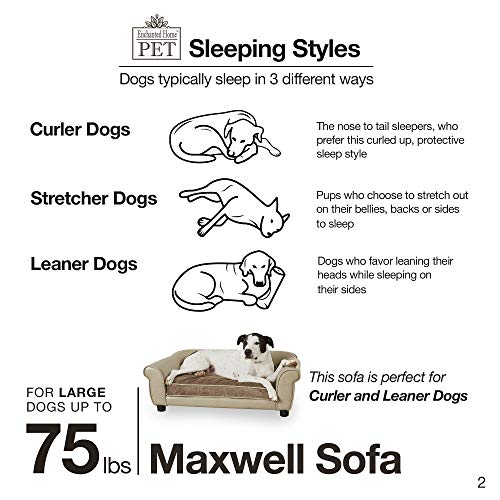 Enchanted Home
PET
Sleeping Styles
Dogs typically sleep in 3 different ways
Curler Dogs
The nose to tail sleepers, who
prefer this curled up, protective
sleep style
Stretcher Dogs
Pups who choose to stretch out
on their bellies, backs or sides
to sleep
Leaner Dogs
Dogs who favor leaning their
heads while sleeping on
their sides
This sofa is perfect for
Curler and Leaner Dogs
FOR LARGE
DOGS UP TO
75 lbs
Maxwell Sofa
2